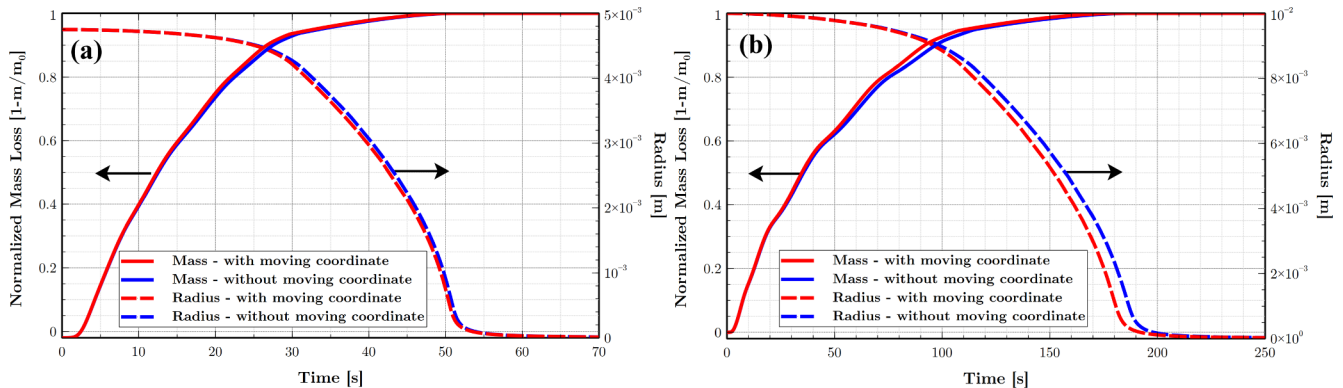 (a)
Normalized Mass Loss [1-m/m₀]
1
0.8
0.6
0.4
0.2
0
5×10⁻³
4×10⁻³
3×10⁻³
2×10⁻³
10⁻³
0
Radius [m]
Mass - with moving coordinate
Mass - without moving coordinate
Radius - with moving coordinate
Radius - without moving coordinate
0 10 20 30 40 50 60 70
Time [s]
(b)
Normalized Mass Loss [1-m/m₀]
1
0.8
0.6
0.4
0.2
0
10⁻²
8×10⁻³
6×10⁻³
4×10⁻³
2×10⁻³
0×10⁰
Radius [m]
Mass - with moving coordinate
Mass - without moving coordinate
Radius - with moving coordinate
Radius - without moving coordinate
0 50 100 150 200 250
Time [s]